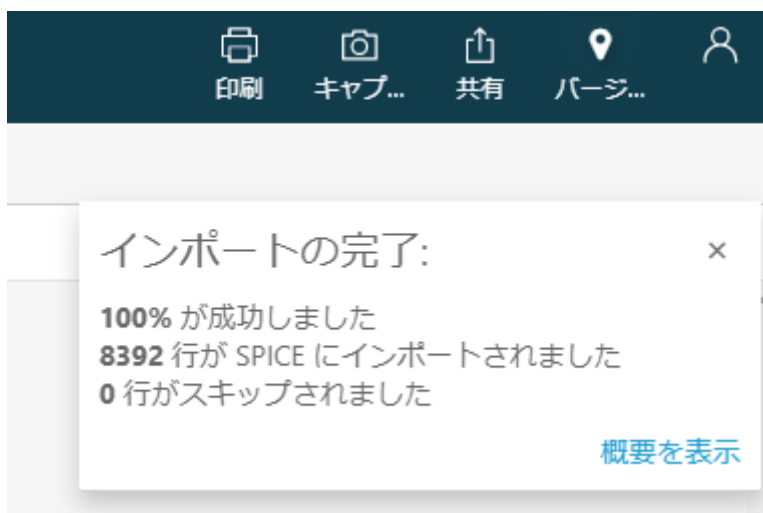 印刷
キャプ...
共有
バージ...
インポートの完了:
×
100% が成功しました
8392 行が SPICE にインポートされました
0 行がスキップされました
概要を表示